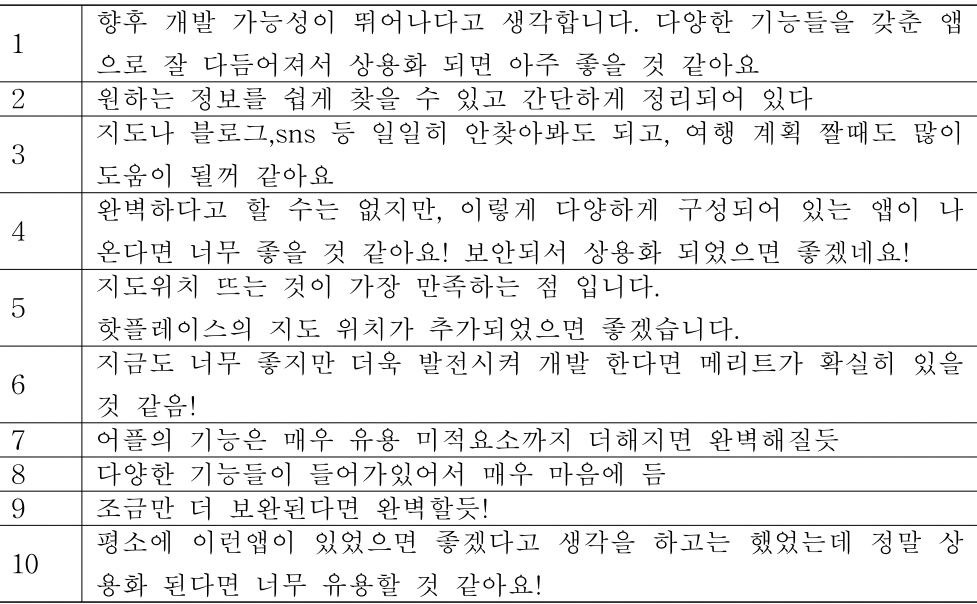 1
향후 개발 가능성이 뛰어나다고 생각합니다. 다양한 기능들을 갖춘 앱
으로 잘 다듬어져서 상용화 되면 아주 좋을 것 같아요
2
원하는 정보를 쉽게 찾을 수 있고 간단하게 정리되어 있다
3
지도나 블로그,sns 등 일일히 안찾아봐도 되고, 여행 계획 짤때도 많이
도움이 될꺼 같아요
4
완벽하다고 할 수는 없지만, 이렇게 다양하게 구성되어 있는 앱이 나
온다면 너무 좋을 것 같아요! 보안되서 상용화 되었으면 좋겠네요!
5
지도위치 뜨는 것이 가장 만족하는 점 입니다.
핫플레이스의 지도 위치가 추가되었으면 좋겠습니다.
6
지금도 너무 좋지만 더욱 발전시켜 개발 한다면 메리트가 확실히 있을
것 같음!
7
어플의 기능은 매우 유용 미적요소까지 더해지면 완벽해질듯
8
다양한 기능들이 들어가있어서 매우 마음에 듬
9
조금만 더 보완된다면 완벽할듯!
10
평소에 이런앱이 있었으면 좋겠다고 생각을 하고는 했었는데 정말 상
용화 된다면 너무 유용할 것 같아요!